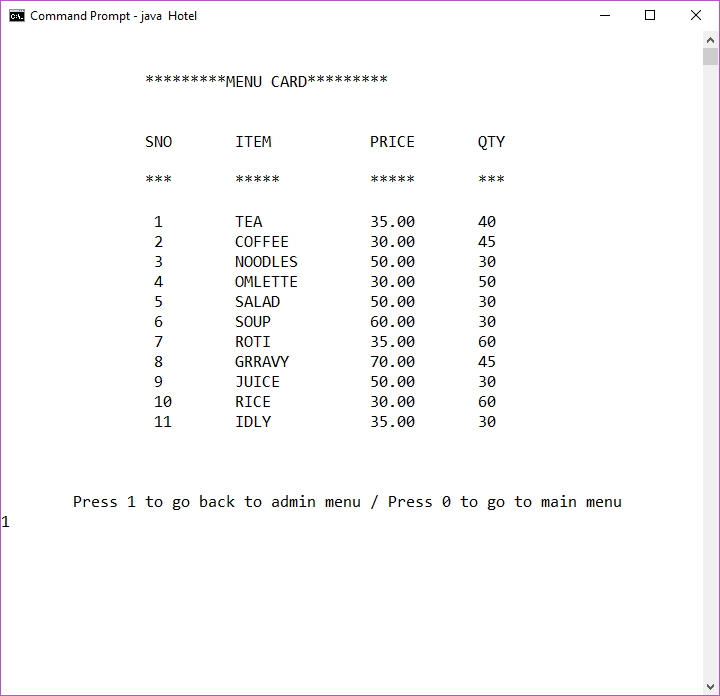 Command Prompt - java  Hotel
*********MENU CARD*********
SNO ITEM PRICE QTY
*** ***** ***** ***
1 TEA 35.00 40
2 COFFEE 30.00 45
3 NOODLES 50.00 30
4 OMLETTE 30.00 50
5 SALAD 50.00 30
6 SOUP 60.00 30
7 ROTI 35.00 60
8 GRRAVY 70.00 45
9 JUICE 50.00 30
10 RICE 30.00 60
11 IDLY 35.00 30
Press 1 to go back to admin menu / Press 0 to go to main menu
1